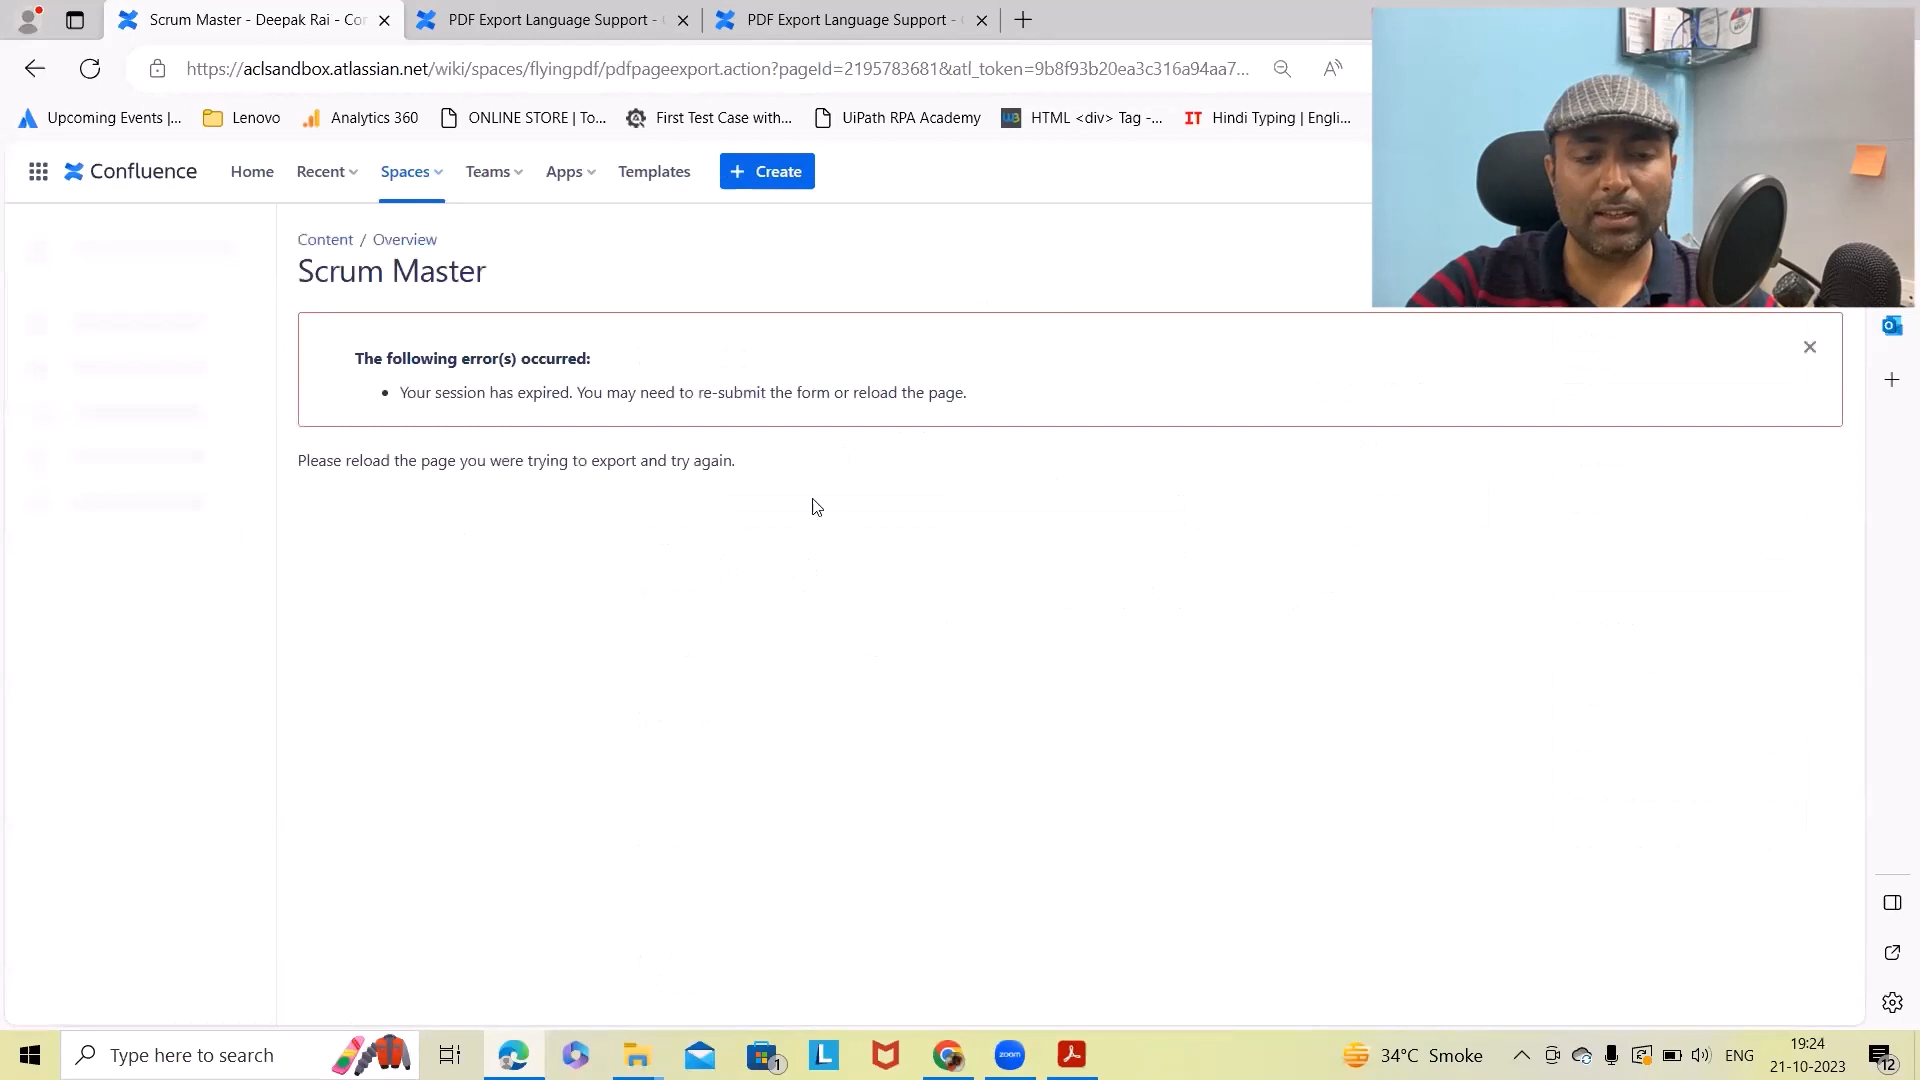 Scrum Master - Deepak Rai - Cor
PDF Export Language Support -
PDF Export Language Support -
https://aclsandbox.atlassian.net/wiki/spaces/flyingpdf/pdfpageexport.action?pageId=2195783681&atl_token=9b8f93b20ea3c316a94aa7...
Upcoming Events |...
Lenovo
Analytics 360
ONLINE STORE | To...
First Test Case with...
UiPath RPA Academy
HTML <div> Tag -...
IT Hindi Typing | Engli...
Confluence
Home
Recent
Spaces
Teams
Apps
Templates
+ Create
Content / Overview
Scrum Master
The following error(s) occurred:
• Your session has expired. You may need to re-submit the form or reload the page.
Please reload the page you were trying to export and try again.
Type here to search
1
L
zoom
34°C Smoke
ENG
19:24
21-10-2023
12